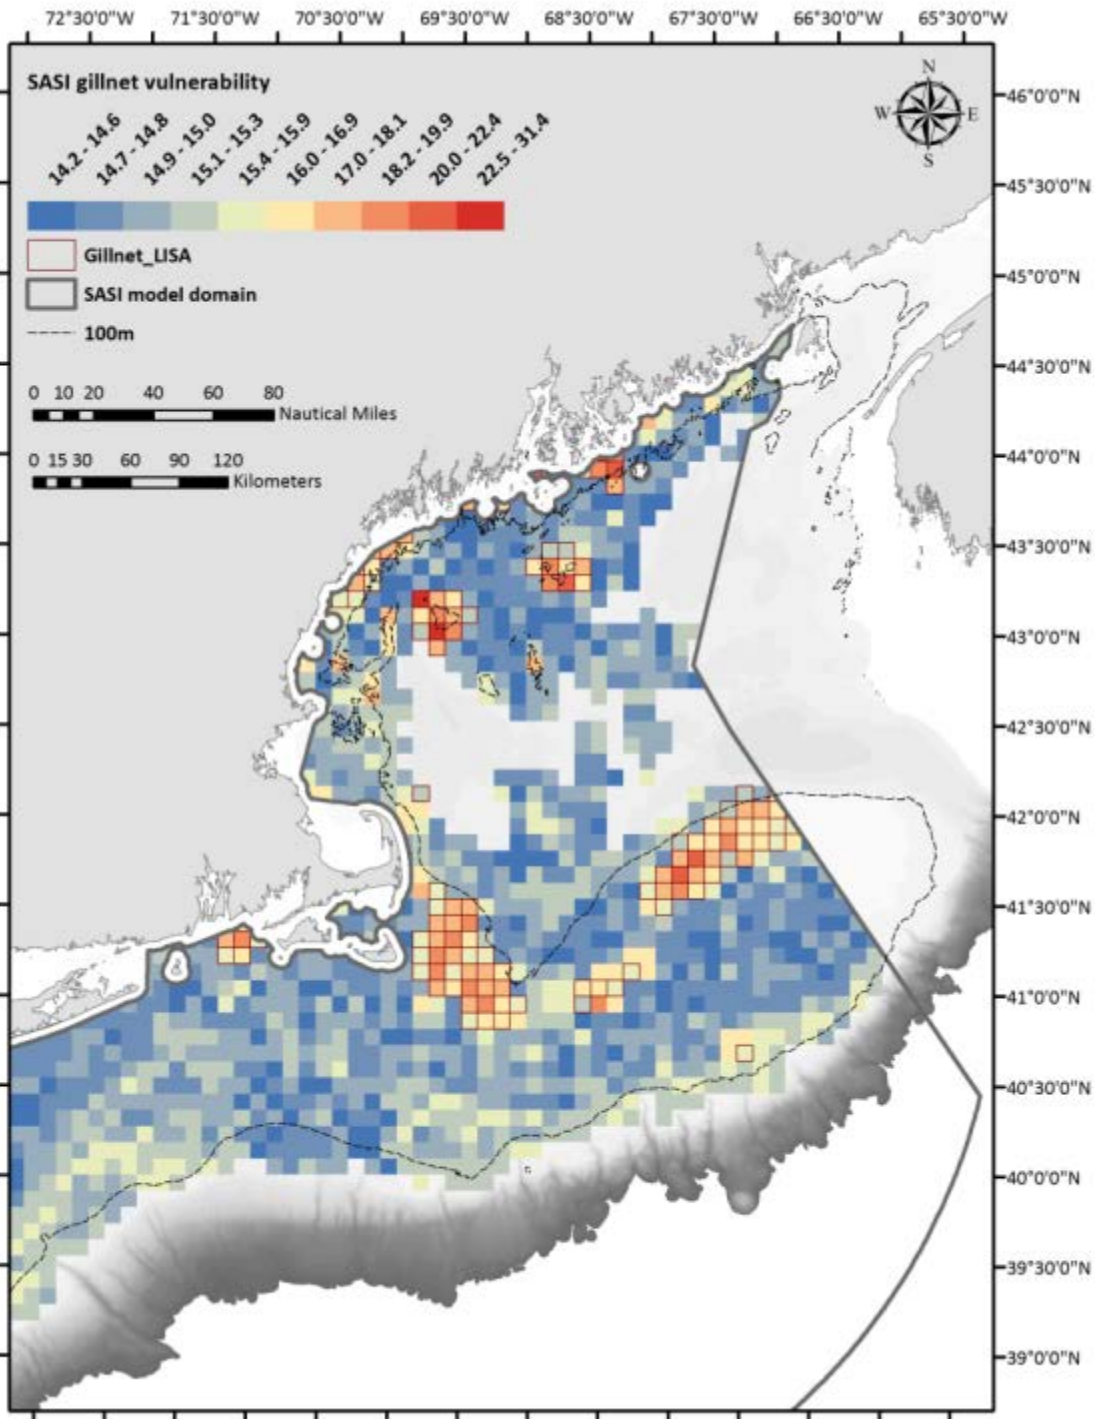 72°30'0"W 71°30'0"W 70°30'0"W 69°30'0"W 68°30'0"W 67°30'0"W 66°30'0"W 65°30'0"W
SASI gillnet vulnerability
14.2 - 14.6
14.7 - 14.8
14.9 - 15.0
15.1 - 15.3
15.4 - 15.9
16.0 - 16.9
17.0 - 18.1
18.2 - 19.9
20.0 - 22.4
22.5 - 31.4
Gillnet_LISA
SASI model domain
100m
0 10 20 40 60 80
Nautical Miles
0 15 30 60 90 120
Kilometers
N
W E
S
46°0'0"N
45°30'0"N
45°0'0"N
44°30'0"N
44°0'0"N
43°30'0"N
43°0'0"N
42°30'0"N
42°0'0"N
41°30'0"N
41°0'0"N
40°30'0"N
40°0'0"N
39°30'0"N
39°0'0"N